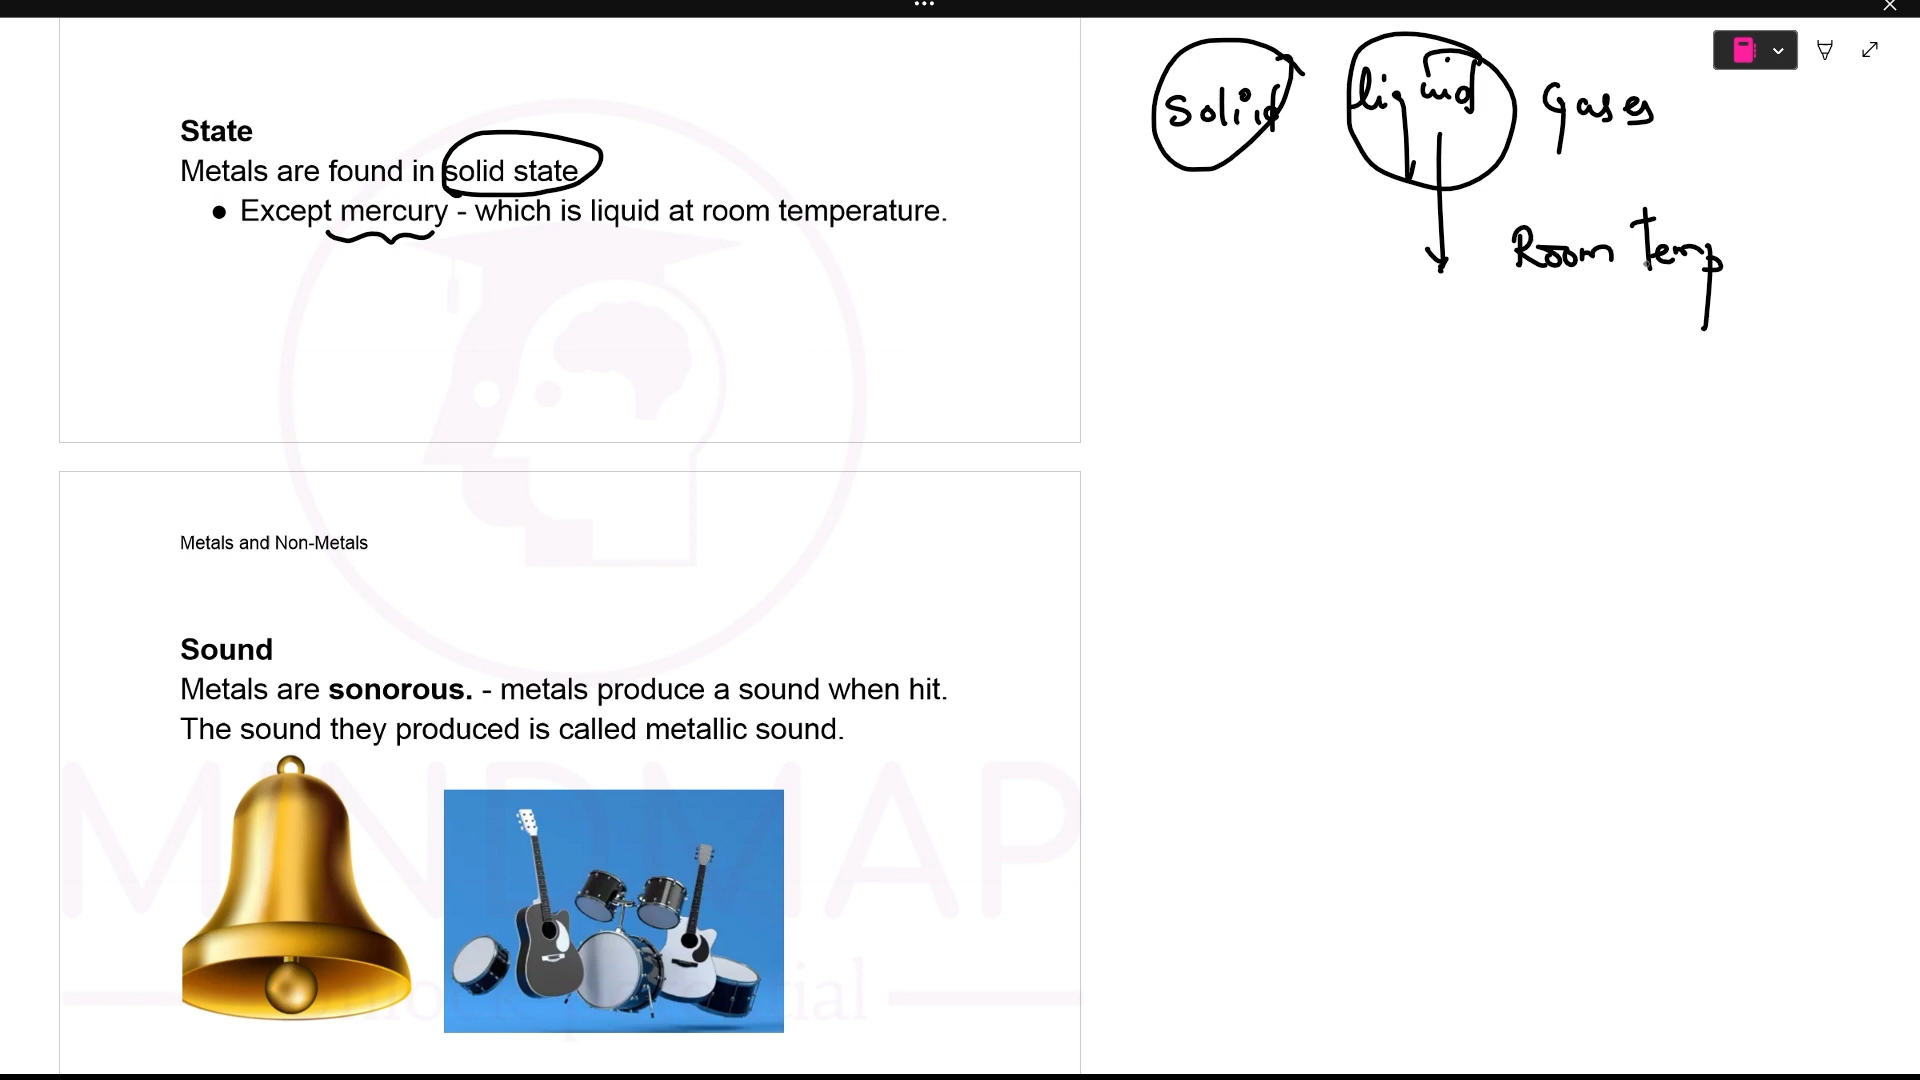 State
Metals are found in solid state
● Except mercury - which is liquid at room temperature.
Solid liquid Gases
Room Temp
Metals and Non-Metals
Sound
Metals are sonorous. - metals produce a sound when hit.
The sound they produced is called metallic sound.
MINDMAP